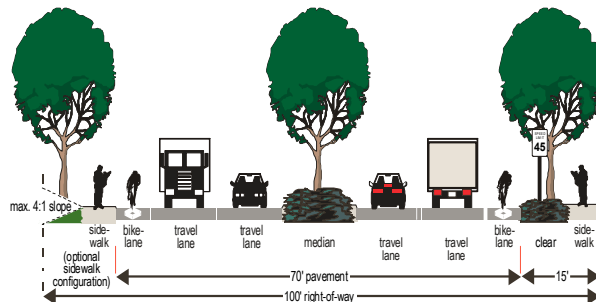 SPEED
LIMIT
45
max. 4:1 slope
side-
walk
(optional
sidewalk
configuration)
bike-
lane
travel
lane
travel
lane
median
travel
lane
travel
lane
bike-
lane
clear
side-
walk
70' pavement
15'
100' right-of-way